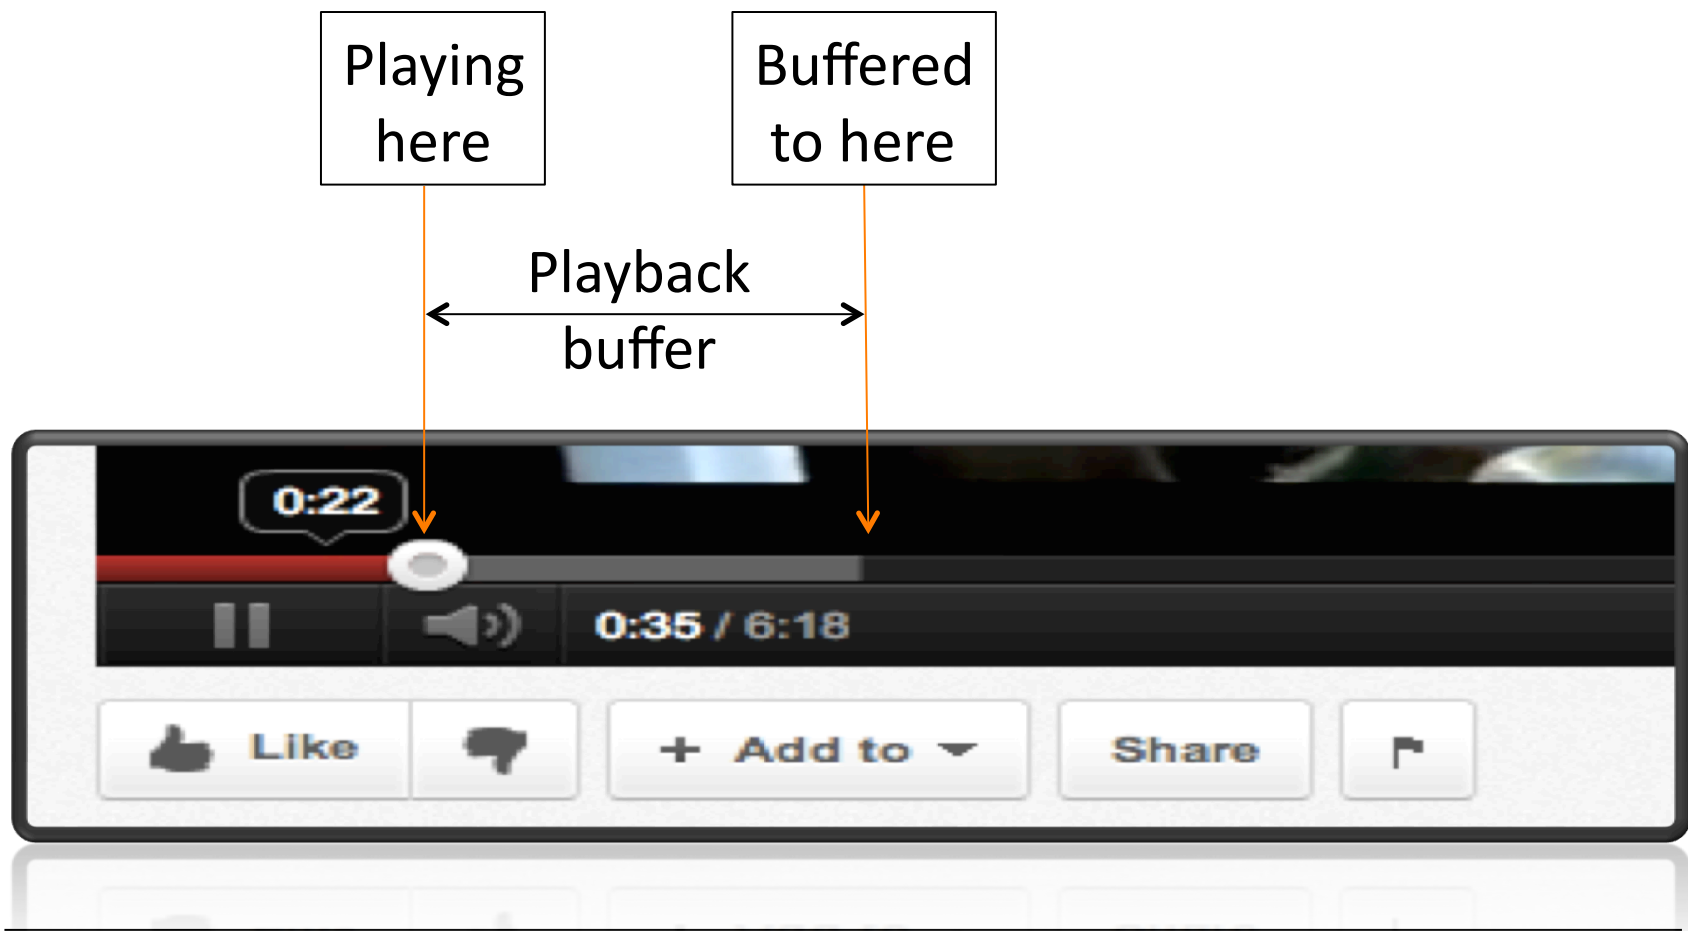 Playing
here
Buffered
to here
Playback
buffer
0:22
0:35 / 6:18
Like
+ Add to
Share